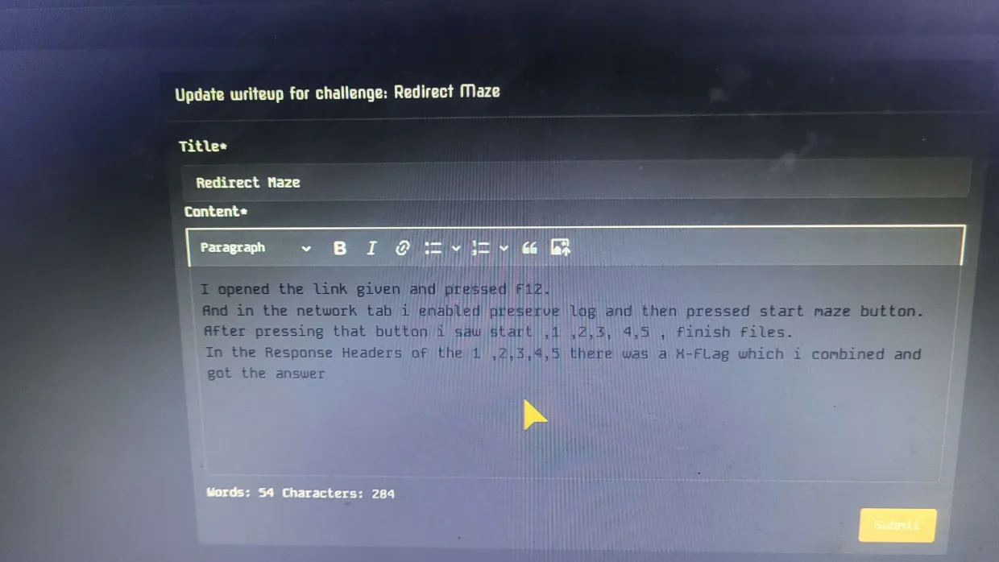 Update writeup for challenge: Redirect Maze
Title*
Redirect Maze
Content*
Paragraph
B I
I opened the link given and pressed F12.
And in the network tab i enabled preserve log and then pressed start maze button.
After pressing that button i saw start ,1 ,2,3, 4,5 , finish files.
In the Response Headers of the 1 ,2,3,4,5 there was a X-Flag which i combined and
got the answer
Words: 54 Characters: 284
Submit